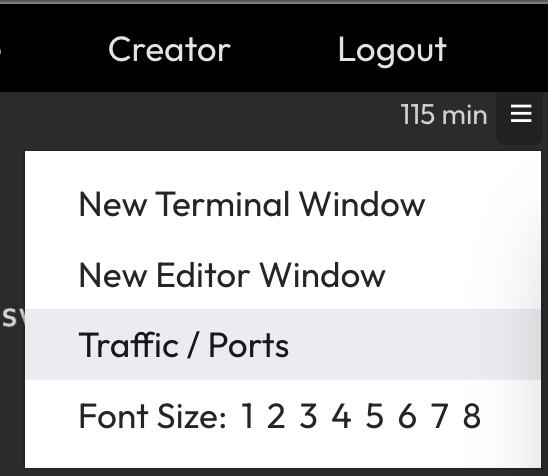 Creator Logout
115 min
New Terminal Window
New Editor Window
Traffic / Ports
Font Size: 1 2 3 4 5 6 7 8